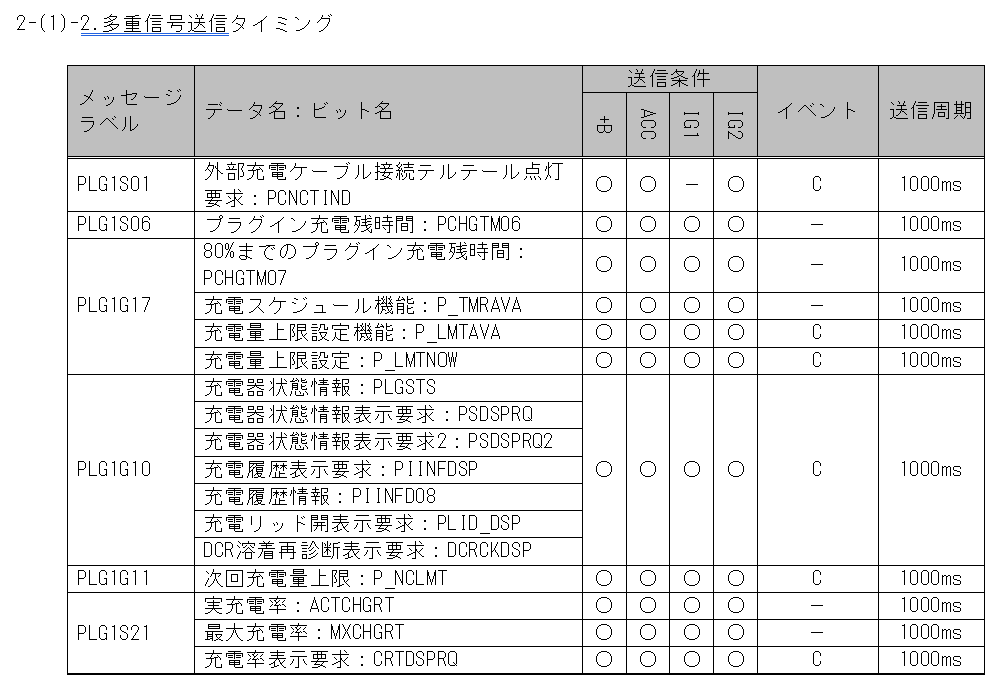 2-(1)-2.多重信号送信タイミング
メッセージラベル データ名：ビット名 送信条件 イベント 送信周期
+B ACC IG1 IG2
PLG1S01 外部充電ケーブル接続テルテール点灯
要求：PCNCTIND ○ ○ － ○ C 1000ms
PLG1S06 プラグイン充電残時間：PCHGTM06 ○ ○ ○ ○ － 1000ms
PLG1G17 80%までのプラグイン充電残時間：
PCHGTM07 ○ ○ ○ ○ － 1000ms
充電スケジュール機能：P_TMRAVA ○ ○ ○ ○ － 1000ms
充電量上限設定機能：P_LMTAVA ○ ○ ○ ○ C 1000ms
充電量上限設定：P_LMTNOW ○ ○ ○ ○ C 1000ms
PLG1G10 充電器状態情報：PLGSTS ○ ○ ○ ○ C 1000ms
充電器状態情報表示要求：PSDSPRQ
充電器状態情報表示要求2：PSDSPRQ2
充電履歴表示要求：PIINFDSP
充電履歴情報：PIINFD08
充電リッド開表示要求：PLID_DSP
DCR溶着再診断表示要求：DCRCKDSP
PLG1G11 次回充電量上限：P_NCLMT ○ ○ ○ ○ C 1000ms
PLG1S21 実充電率：ACTCHGRT ○ ○ ○ ○ － 1000ms
最大充電率：MXCHGRT ○ ○ ○ ○ － 1000ms
充電率表示要求：CRTDSPRQ ○ ○ ○ ○ C 1000ms